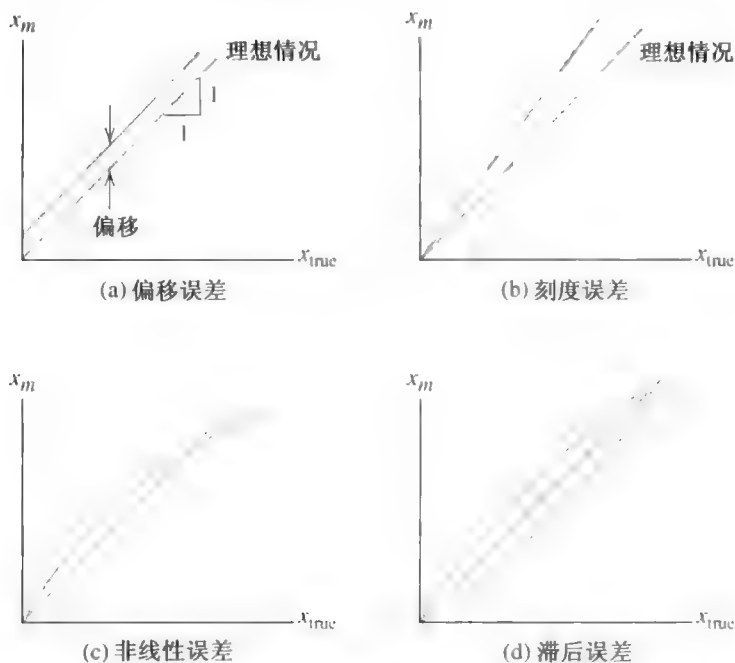 x_m
理想情况
1
1
偏移
x_true
(a) 偏移误差
x_m
理想情况
x_true
(b) 刻度误差
x_m
x_true
(c) 非线性误差
x_m
x_true
(d) 滞后误差